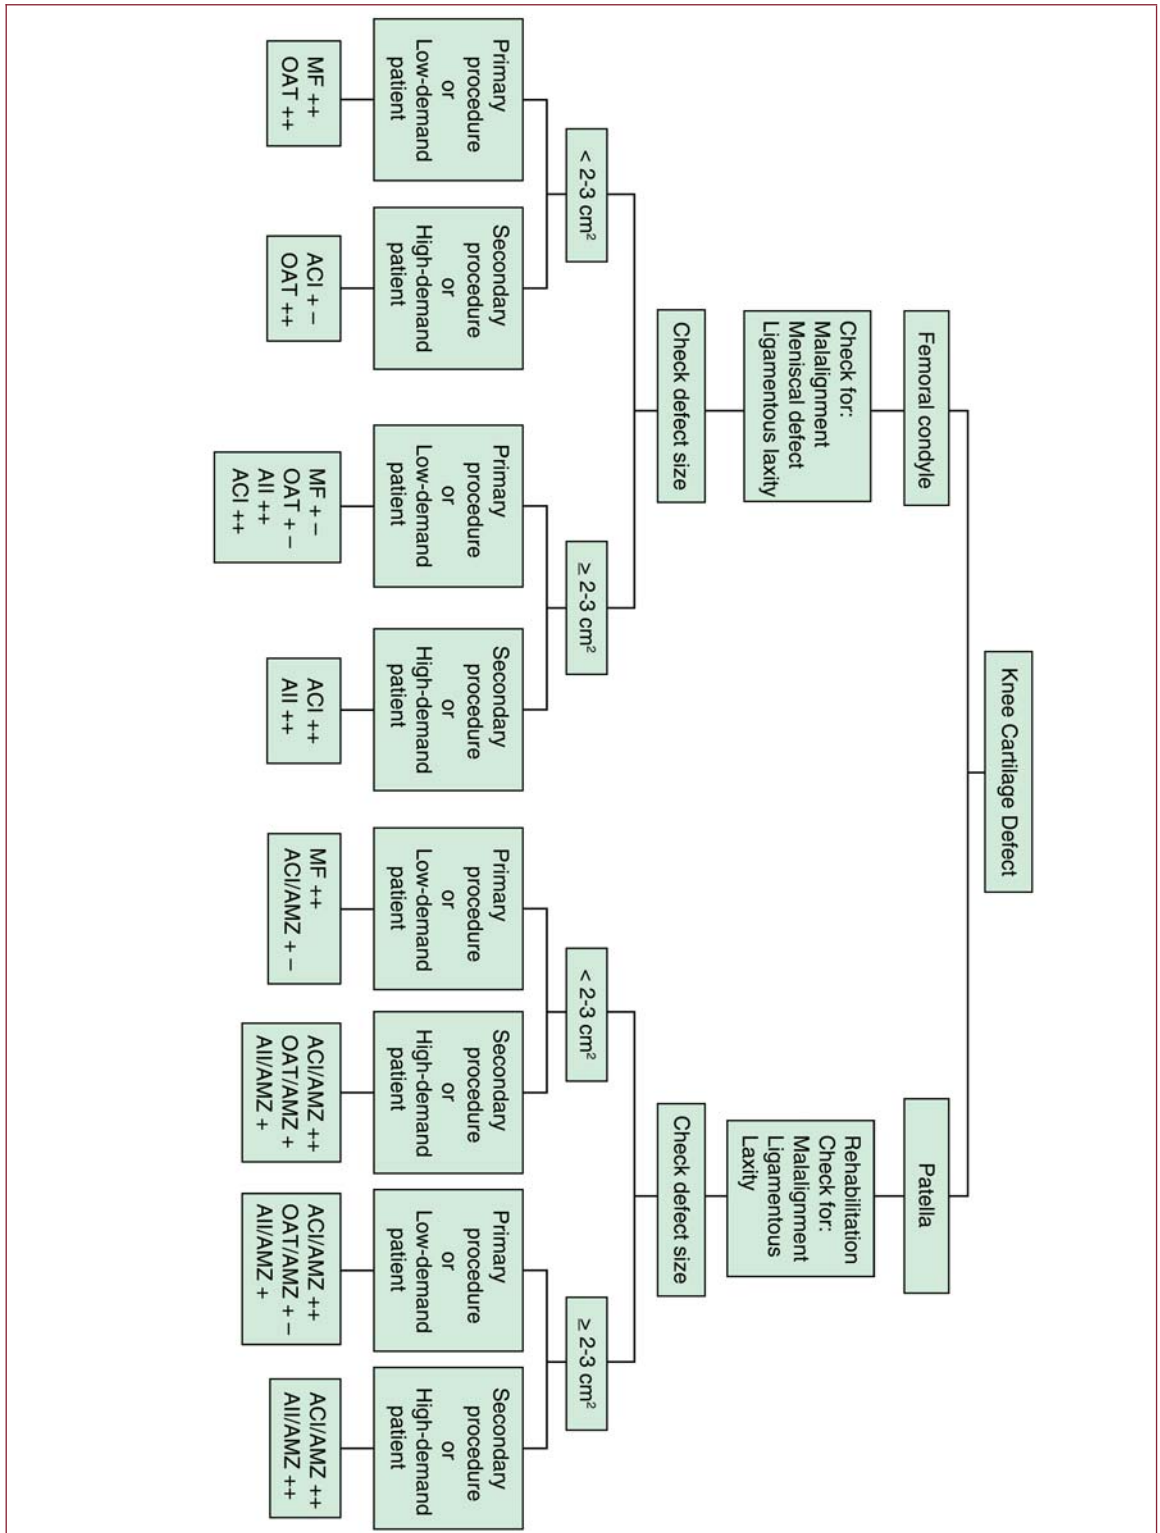 Knee Cartilage Defect
Femoral condyle
Patella
Check for:
Malalignment
Meniscal defect
Ligamentous laxity
Rehabilitation
Check for:
Malalignment
Ligamentous
Laxity
Check defect size
Check defect size
< 2-3 cm²
≥ 2-3 cm²
< 2-3 cm²
≥ 2-3 cm²
Primary
procedure
or
Low-demand
patient
Secondary
procedure
or
High-demand
patient
Primary
procedure
or
Low-demand
patient
Secondary
procedure
or
High-demand
patient
Primary
procedure
or
Low-demand
patient
Secondary
procedure
or
High-demand
patient
Primary
procedure
or
Low-demand
patient
Secondary
procedure
or
High-demand
patient
MF ++
OAT ++
ACI + –
OAT ++
MF + –
OAT + –
All ++
ACI ++
ACI ++
All ++
MF ++
ACI/AMZ + –
ACI/AMZ ++
OAT/AMZ +
All/AMZ +
ACI/AMZ ++
OAT/AMZ + –
All/AMZ +
ACI/AMZ ++
All/AMZ ++